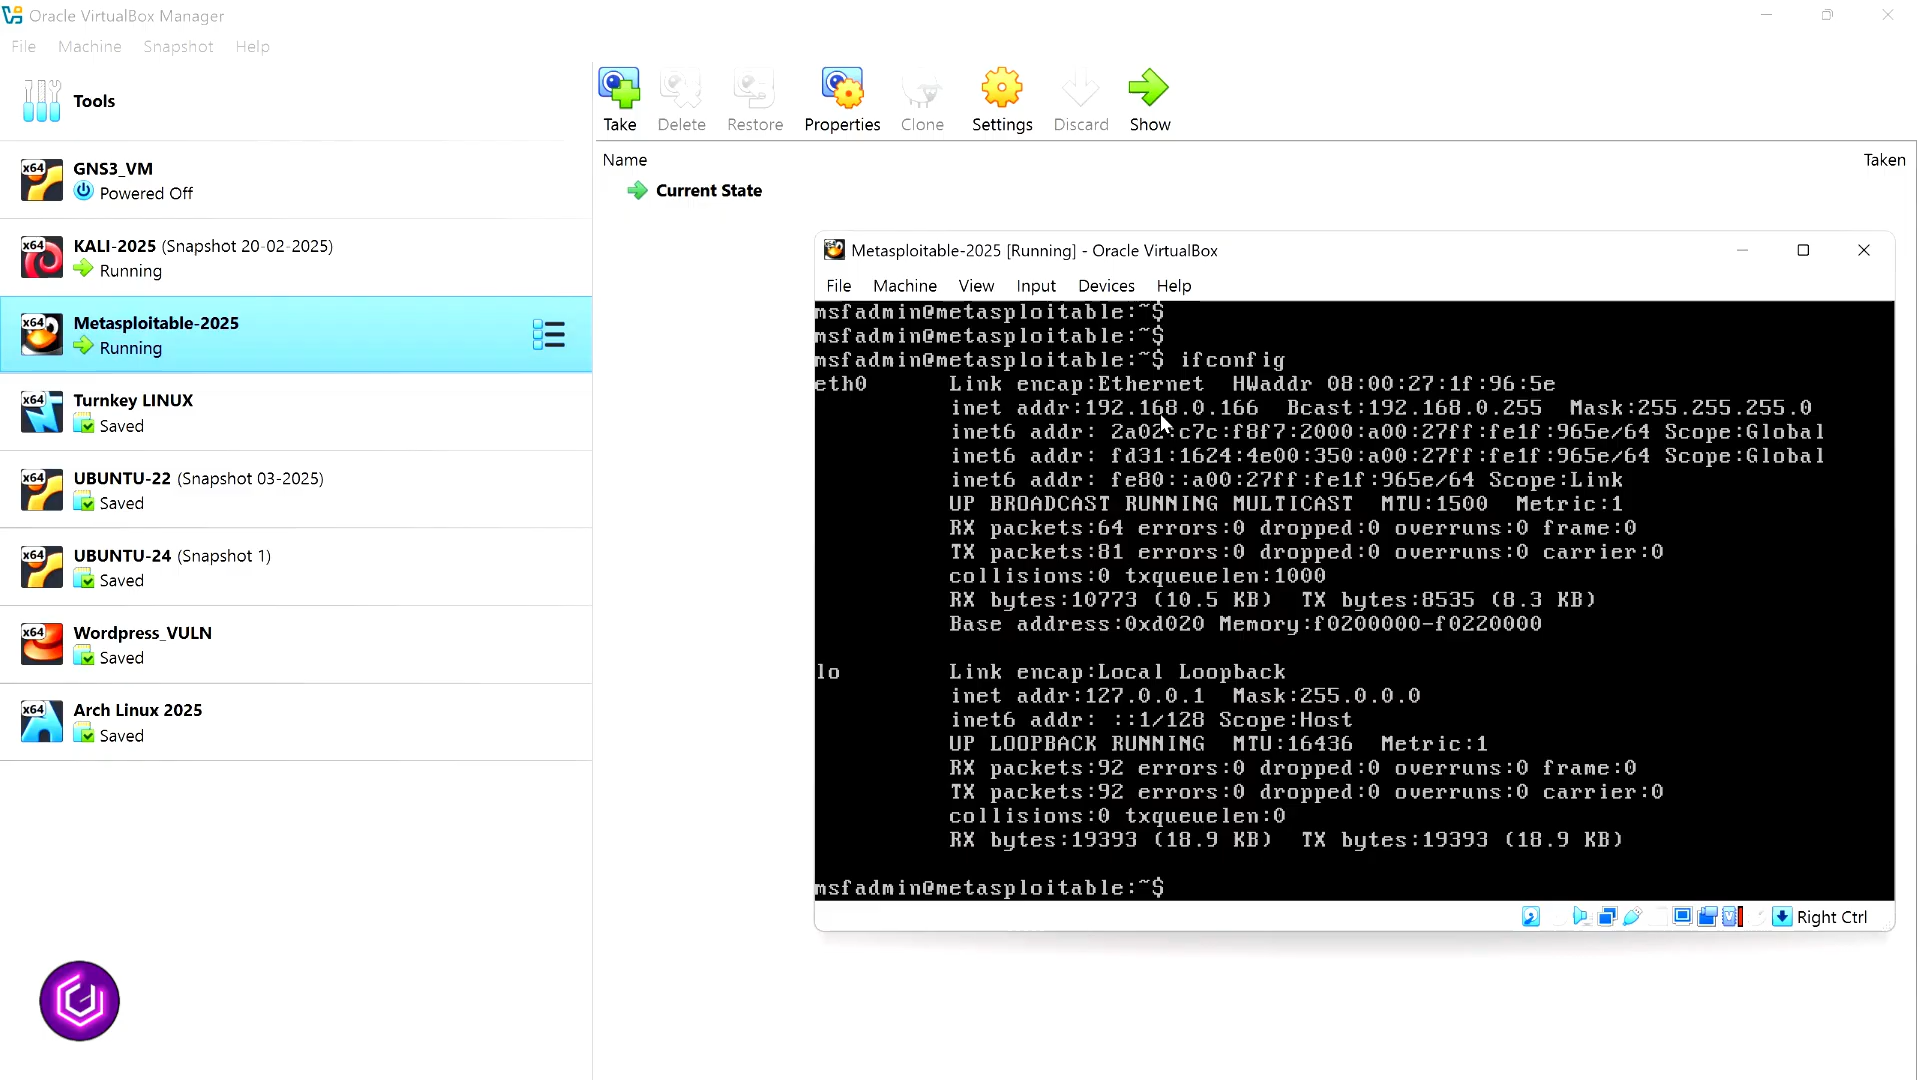 Oracle VirtualBox Manager
File Machine Snapshot Help
Tools
Take Delete Restore Properties Clone Settings Discard Show
Name Taken
Current State
x64 GNS3_VM
Powered Off
x64 KALI-2025 (Snapshot 20-02-2025)
Running
x64 Metasploitable-2025
Running
x64 Turnkey LINUX
Saved
x64 UBUNTU-22 (Snapshot 03-2025)
Saved
x64 UBUNTU-24 (Snapshot 1)
Saved
x64 Wordpress_VULN
Saved
x64 Arch Linux 2025
Saved
Metasploitable-2025 [Running] - Oracle VirtualBox
File Machine View Input Devices Help
msfadmin@metasploitable:~$
msfadmin@metasploitable:~$
msfadmin@metasploitable:~$ ifconfig
eth0 Link encap:Ethernet HWaddr 08:00:27:1f:96:5e
inet addr:192.168.0.166 Bcast:192.168.0.255 Mask:255.255.255.0
inet6 addr: 2a02:c7c:f8f7:2000:a00:27ff:fe1f:965e/64 Scope:Global
inet6 addr: fd31:1624:4e00:350:a00:27ff:fe1f:965e/64 Scope:Global
inet6 addr: fe80::a00:27ff:fe1f:965e/64 Scope:Link
UP BROADCAST RUNNING MULTICAST MTU:1500 Metric:1
RX packets:64 errors:0 dropped:0 overruns:0 frame:0
TX packets:81 errors:0 dropped:0 overruns:0 carrier:0
collisions:0 txqueuelen:1000
RX bytes:10773 (10.5 KB) TX bytes:8535 (8.3 KB)
Base address:0xd020 Memory:f0200000-f0220000
lo Link encap:Local Loopback
inet addr:127.0.0.1 Mask:255.0.0.0
inet6 addr: ::1/128 Scope:Host
UP LOOPBACK RUNNING MTU:16436 Metric:1
RX packets:92 errors:0 dropped:0 overruns:0 frame:0
TX packets:92 errors:0 dropped:0 overruns:0 carrier:0
collisions:0 txqueuelen:0
RX bytes:19393 (18.9 KB) TX bytes:19393 (18.9 KB)
msfadmin@metasploitable:~$
Right Ctrl